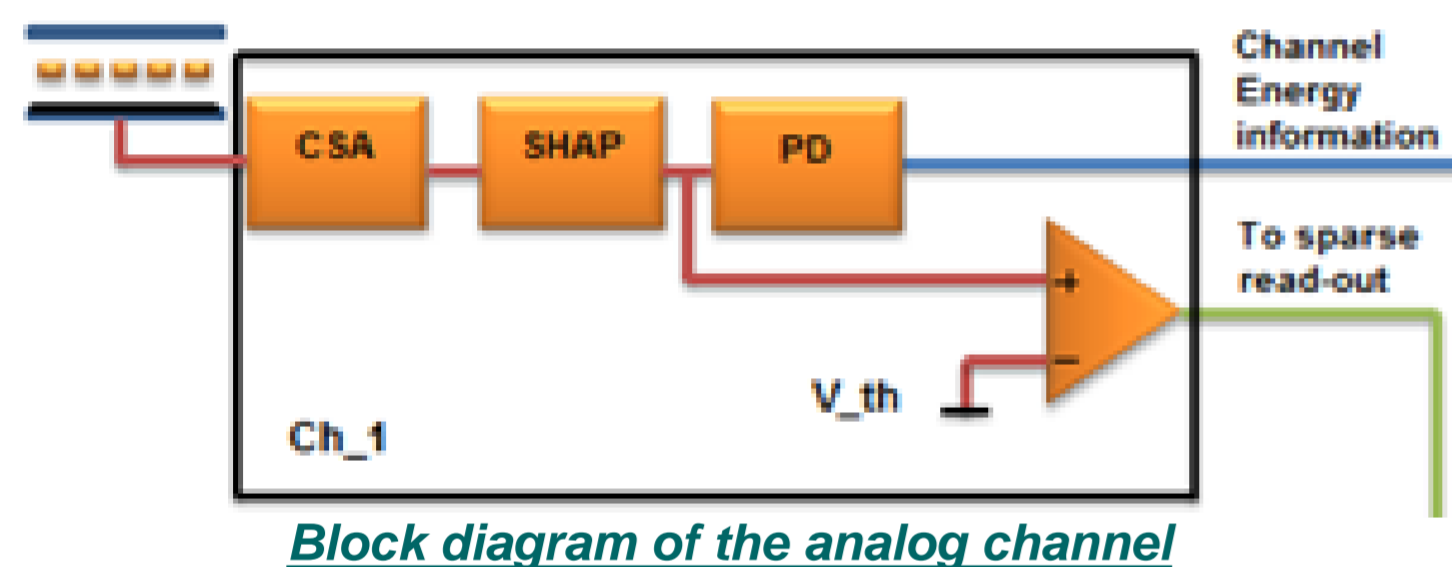 Channel
Energy
information
CSA
SHAP
PD
To sparse
read-out
+
−
V_th
Ch_1
Block diagram of the analog channel